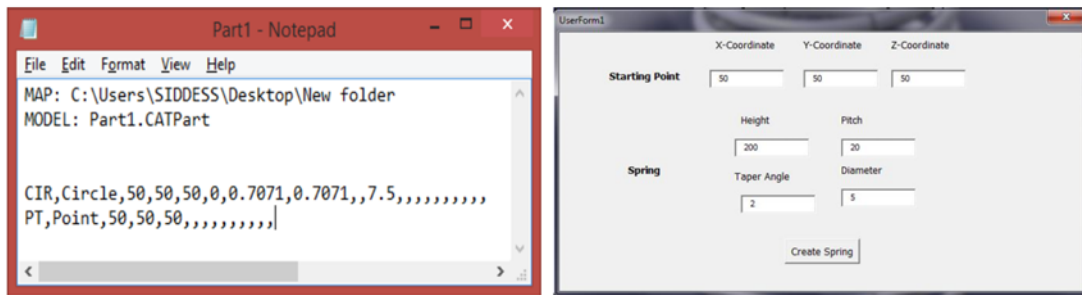 Part1 - Notepad
File Edit Format View Help
MAP: C:\Users\SIDDESS\Desktop\New folder
MODEL: Part1.CATPart
CIR,Circle,50,50,50,0,0.7071,0.7071,,7.5,,,,,,,,,,
PT,Point,50,50,50,,,,,,,,,,
UserForm1
X-Coordinate Y-Coordinate Z-Coordinate
Starting Point 50 50 50
Height Pitch
200 20
Spring
Taper Angle Diameter
2 5
Create Spring